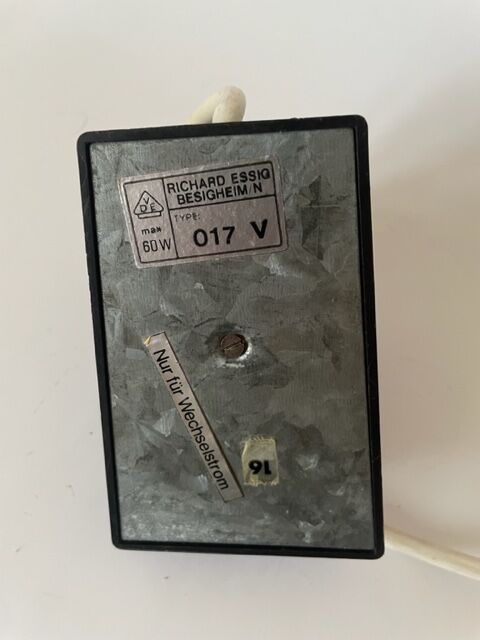 RICHARD ESSIG
BESIGHEIM/N
VDE
TYPE:
max
60W
017 V
Nur für Wechselstrom
16